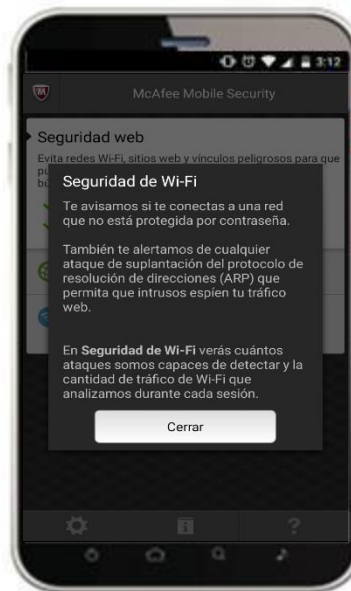 3:12
McAfee Mobile Security
Seguridad web
Evita redes Wi-Fi, sitios web y vínculos peligrosos para que
Seguridad de Wi-Fi
Te avisamos si te conectas a una red
que no está protegida por contraseña.
También te alertamos de cualquier
ataque de suplantación del protocolo de
resolución de direcciones (ARP) que
permita que intrusos espíen tu tráfico
web.
En Seguridad de Wi-Fi verás cuántos
ataques somos capaces de detectar y la
cantidad de tráfico de Wi-Fi que
analizamos durante cada sesión.
Cerrar